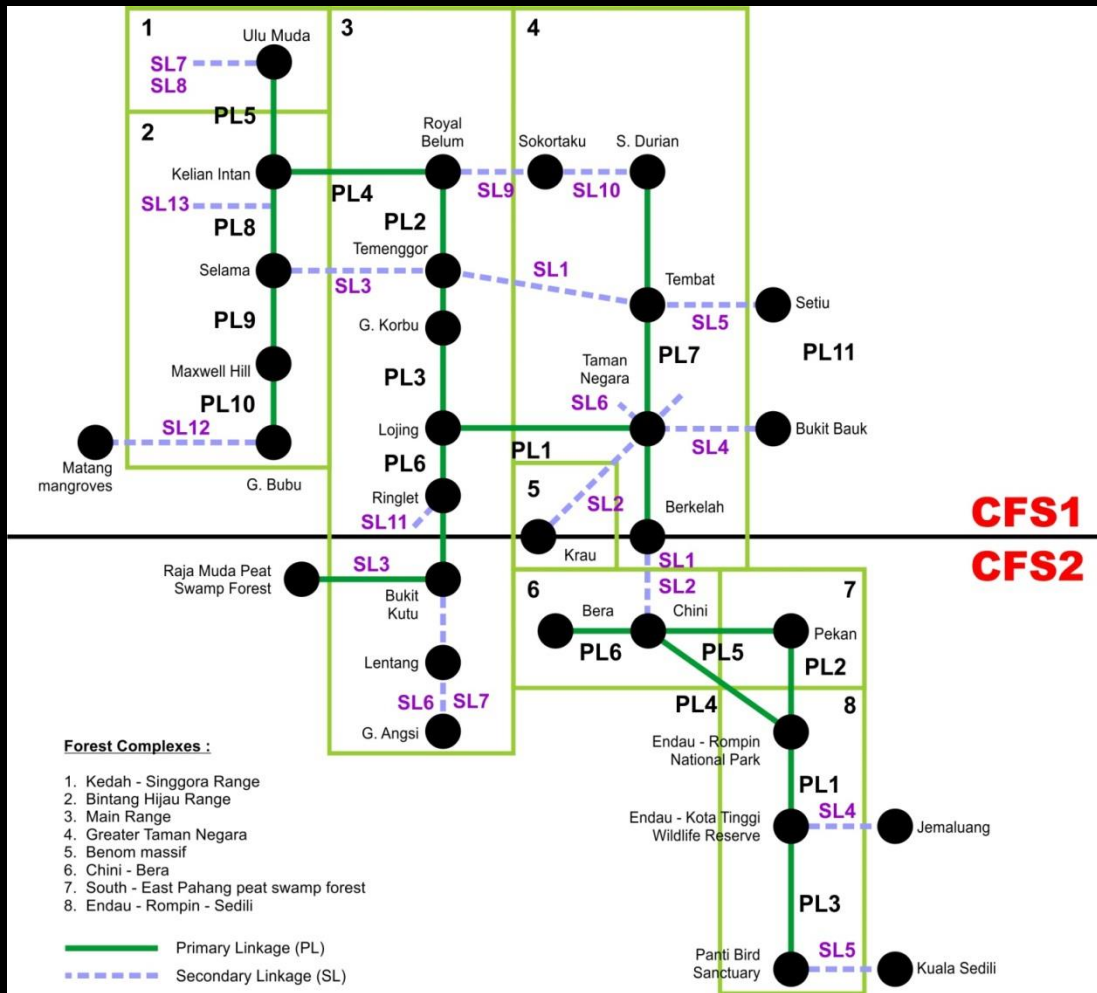 1
Ulu Muda
3
4
SL7
SL8
PL5
2
Royal
Belum
Sokortaku
S. Durian
Kelian Intan
PL4
SL9
SL10
SL13
PL8
PL2
Temenggor
SL1
Selama
SL3
Tembat
Setiu
SL5
PL9
G. Korbu
PL7
PL11
Maxwell Hill
PL3
Taman
Negara
PL10
SL6
SL12
Lojing
SL4
Bukit Bauk
Matang
mangroves
G. Bubu
PL1
PL6
5
Ringlet
SL2
Berkelah
SL11
CFS1
Krau
SL1
CFS2
SL3
Raja Muda Peat
Swamp Forest
Bukit
Kutu
SL2
6
7
Bera
Chini
Pekan
PL6
PL5
PL2
Lentang
SL6
SL7
PL4
8
G. Angsi
Endau - Rompin
National Park
PL1
Endau - Kota Tinggi
Wildlife Reserve
SL4
Jemaluang
PL3
Panti Bird
Sanctuary
SL5
Kuala Sedili
Forest Complexes :
1. Kedah - Singgora Range
2. Bintang Hijau Range
3. Main Range
4. Greater Taman Negara
5. Benom massif
6. Chini - Bera
7. South - East Pahang peat swamp forest
8. Endau - Rompin - Sedili
Primary Linkage (PL)
Secondary Linkage (SL)